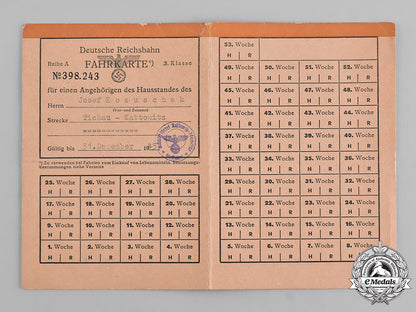 Deutsche Reichsbahn
Reihe A FAHRKARTE*) 3. Klasse
№398.243
für einen Angehörigen des Hausstandes des
Herrn Josef Kosuschek
(Vor- und Zuname)
Strecke Tichau - Kattowitz
Gültig bis 31. Dezember
*) Zu verwenden bei Fahrten zum Einkauf von Lebensmitteln,
bestimmungen siehe Vorseite
25. Woche 26. Woche 27. Woche 28. Woche
H R H R H R H R
17. Woche 18. Woche 19. Woche 20. Woche
H R H R H R H R
9. Woche 10. Woche 11. Woche 12. Woche
H R H R H R H R
1. Woche 2. Woche 3. Woche 4. Woche
H R H R H R H R
53. Woche
H R
49. Woche 50. Woche 51. Woche 52. Woche
H R H R H R H R
45. Woche 46. Woche 47. Woche 48. Woche
H R H R H R H R
41. Woche 42. Woche 43. Woche 44. Woche
H R H R H R H R
37. Woche 38. Woche 39. Woche 40. Woche
H R H R H R H R
33. Woche 34. Woche 35. Woche 36. Woche
H R H R H R H R
29. Woche 30. Woche 31. Woche 32. Woche
H R H R H R H R
21. Woche 22. Woche 23. Woche 24. Woche
H R H R H R H R
13. Woche 14. Woche 15. Woche 16. Woche
H R H R H R H R
5. Woche 6. Woche 7. Woche 8. Woche
H R H R H R H R
eMedals